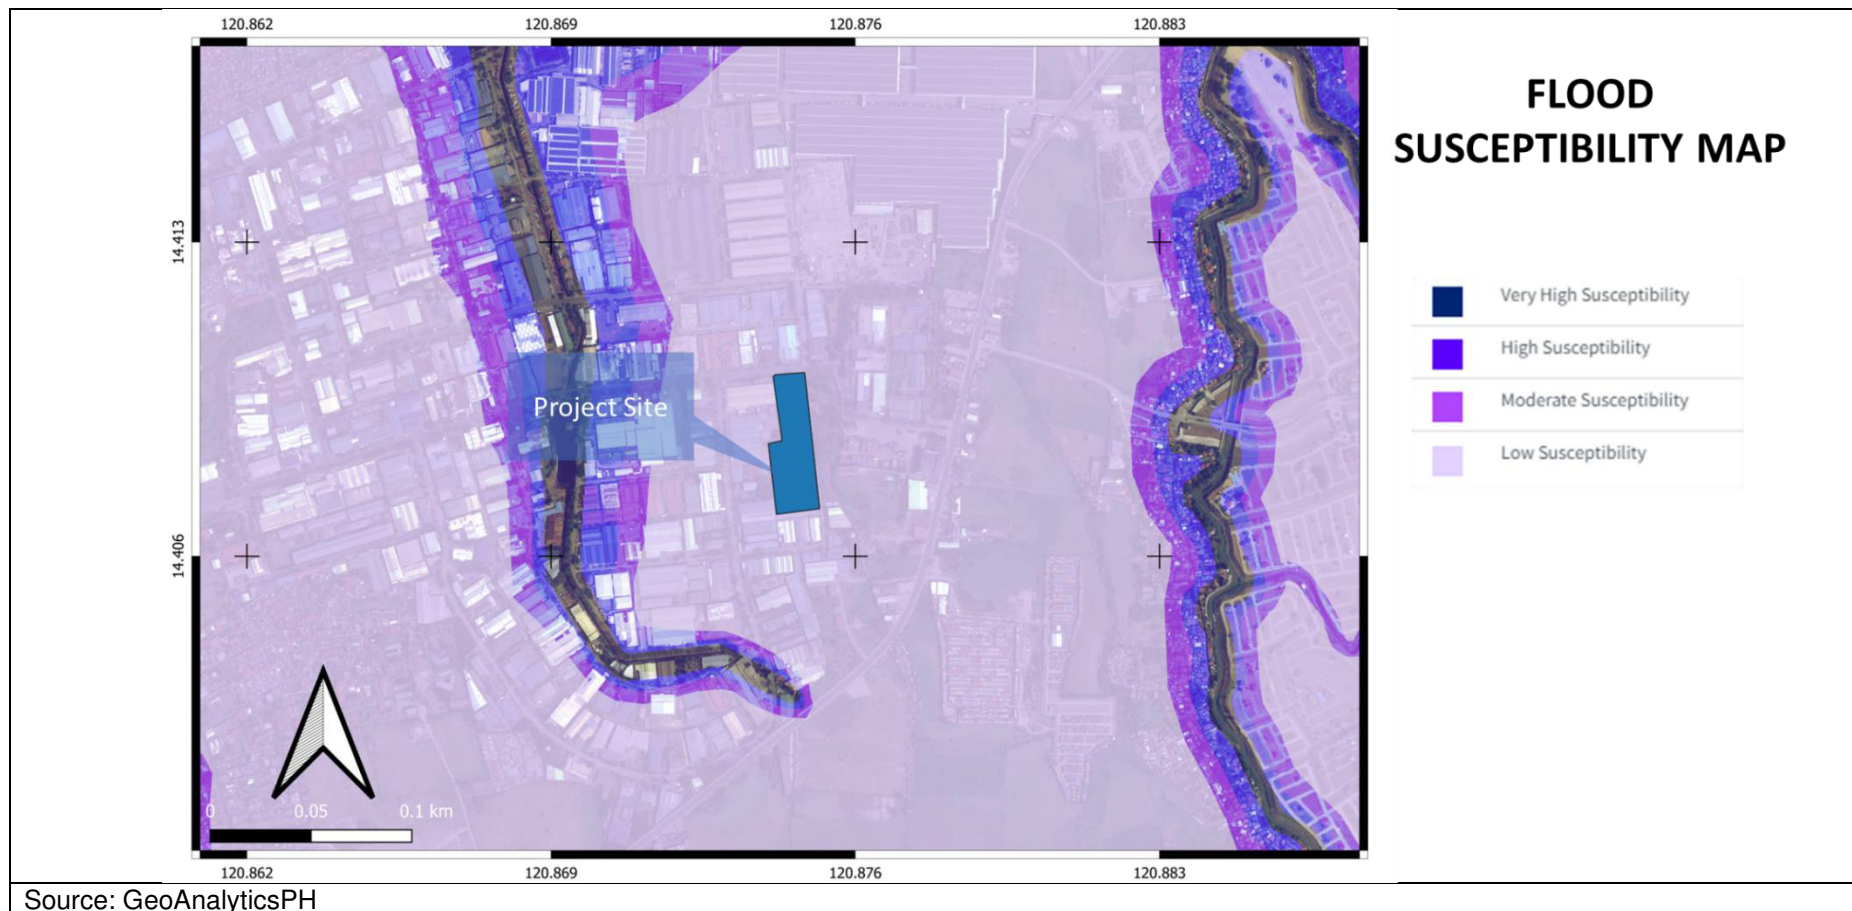 120.862 120.869 120.876 120.883
FLOOD
SUSCEPTIBILITY MAP
14.413
Very High Susceptibility
High Susceptibility
Moderate Susceptibility
Low Susceptibility
Project Site
14.406
0 0.05 0.1 km
120.862 120.869 120.876 120.883
Source: GeoAnalyticsPH